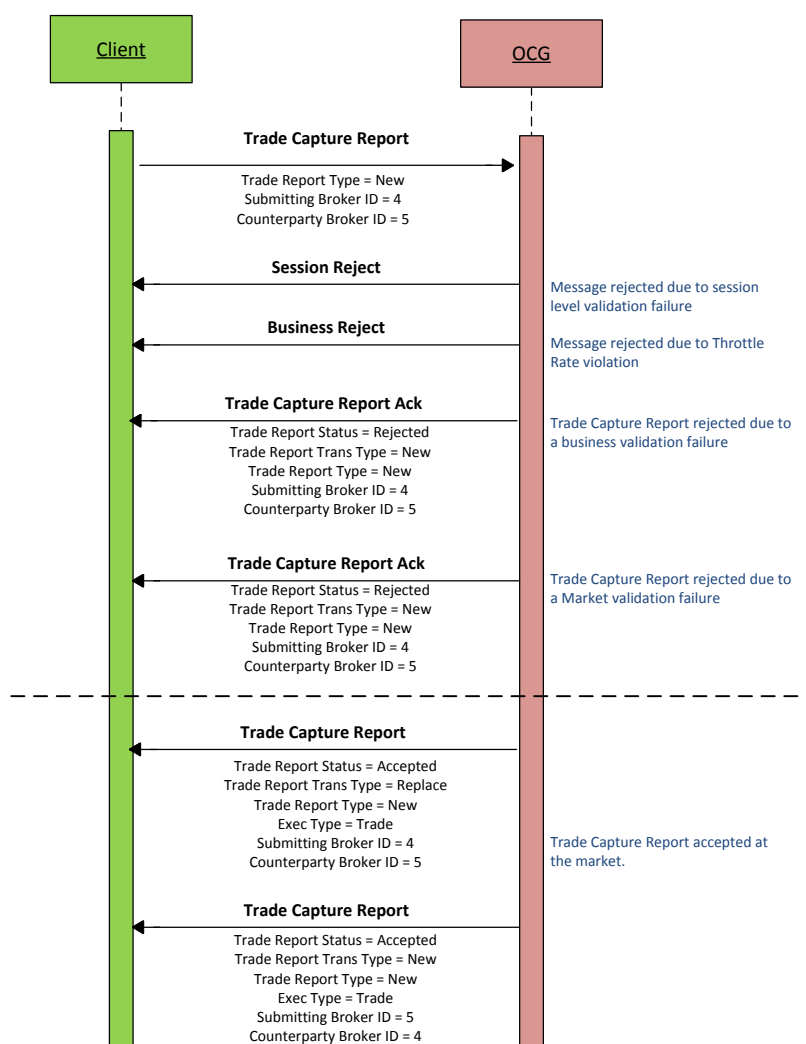 Client
OCG
Trade Capture Report
Trade Report Type = New
Submitting Broker ID = 4
Counterparty Broker ID = 5
Session Reject
Message rejected due to session
level validation failure
Business Reject
Message rejected due to Throttle
Rate violation
Trade Capture Report Ack
Trade Report Status = Rejected
Trade Report Trans Type = New
Trade Report Type = New
Submitting Broker ID = 4
Counterparty Broker ID = 5
Trade Capture Report rejected due to
a business validation failure
Trade Capture Report Ack
Trade Report Status = Rejected
Trade Report Trans Type = New
Trade Report Type = New
Submitting Broker ID = 4
Counterparty Broker ID = 5
Trade Capture Report rejected due to
a Market validation failure
Trade Capture Report
Trade Report Status = Accepted
Trade Report Trans Type = Replace
Trade Report Type = New
Exec Type = Trade
Submitting Broker ID = 4
Counterparty Broker ID = 5
Trade Capture Report accepted at
the market.
Trade Capture Report
Trade Report Status = Accepted
Trade Report Trans Type = New
Trade Report Type = New
Exec Type = Trade
Submitting Broker ID = 5
Counterparty Broker ID = 4